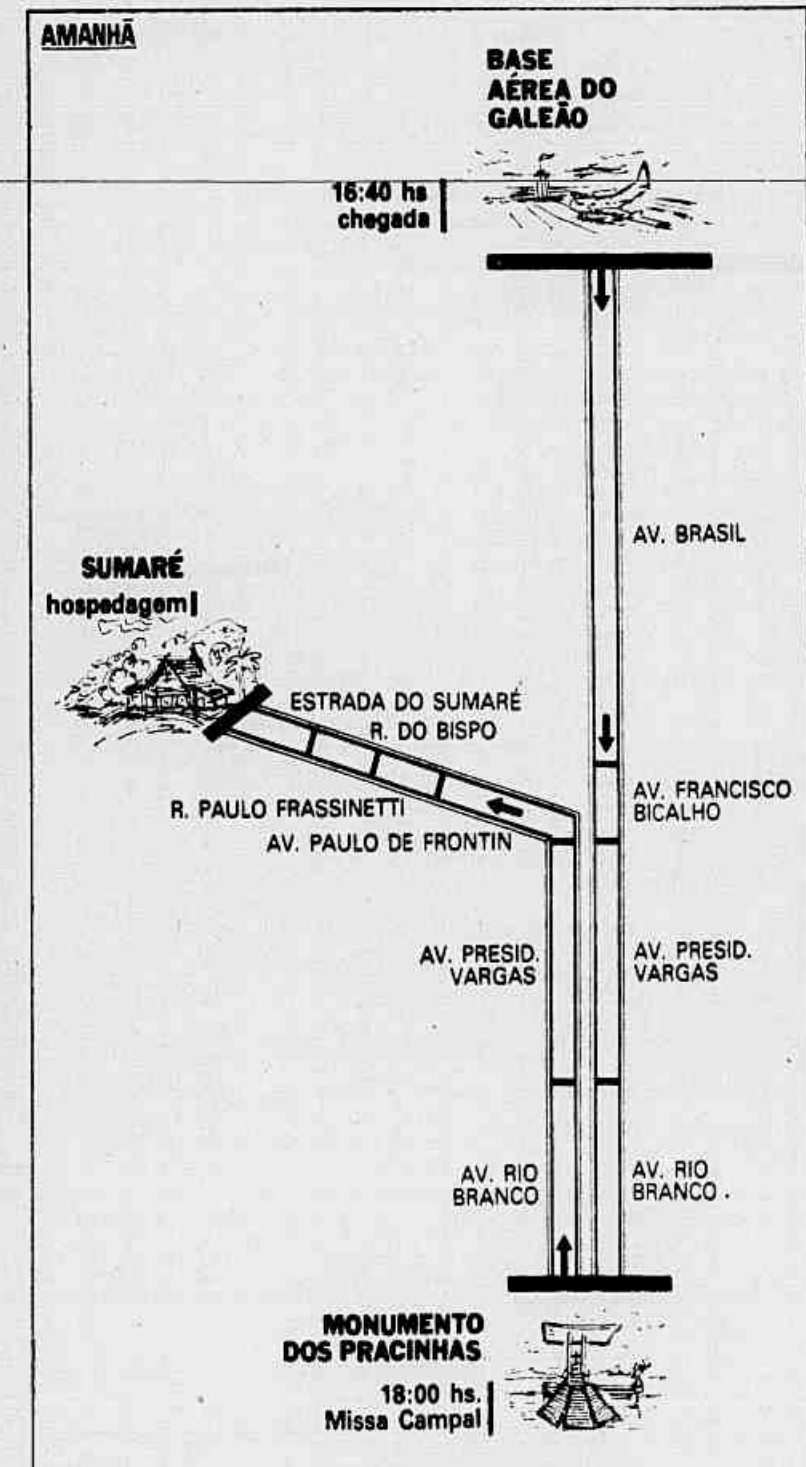 AMANHÃ
BASE
AÉREA DO
GALEÃO
16:40 hs
chegada
AV. BRASIL
SUMARÉ
hospedagem
ESTRADA DO SUMARÉ
R. DO BISPO
R. PAULO FRASSINETTI
AV. PAULO DE FRONTIN
AV. FRANCISCO
BICALHO
AV. PRESID.
VARGAS
AV. PRESID.
VARGAS
AV. RIO
BRANCO
AV. RIO
BRANCO .
MONUMENTO
DOS PRACINHAS
18:00 hs.
Missa Campal